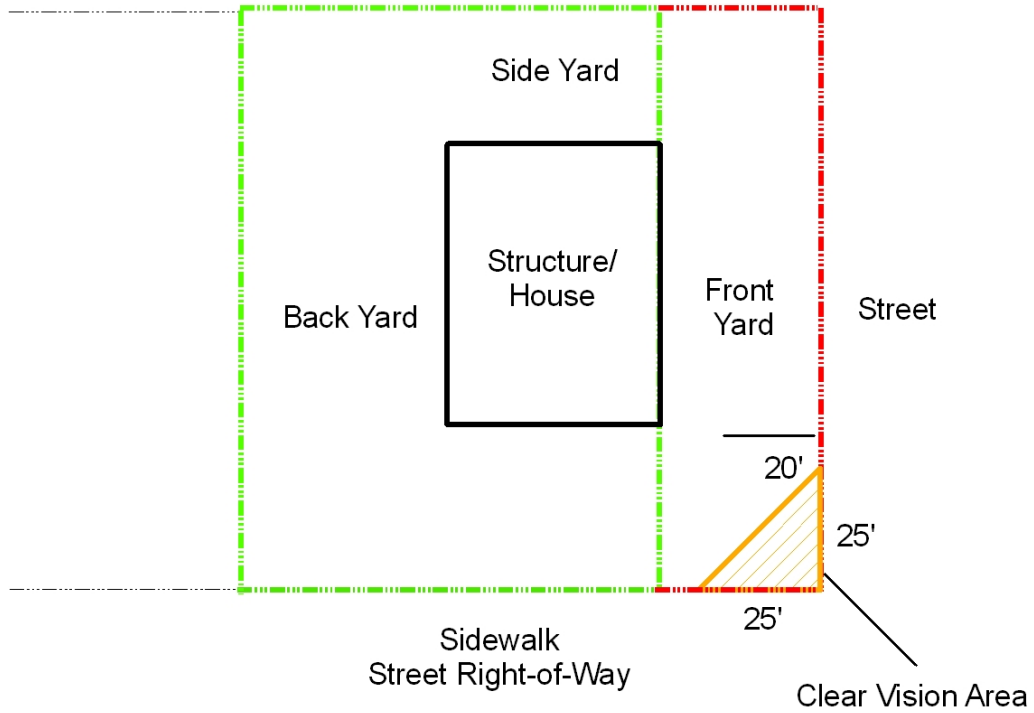 Side Yard
Structure/
House
Back Yard
Front
Yard
Street
20'
25'
25'
Sidewalk
Street Right-of-Way
Clear Vision Area